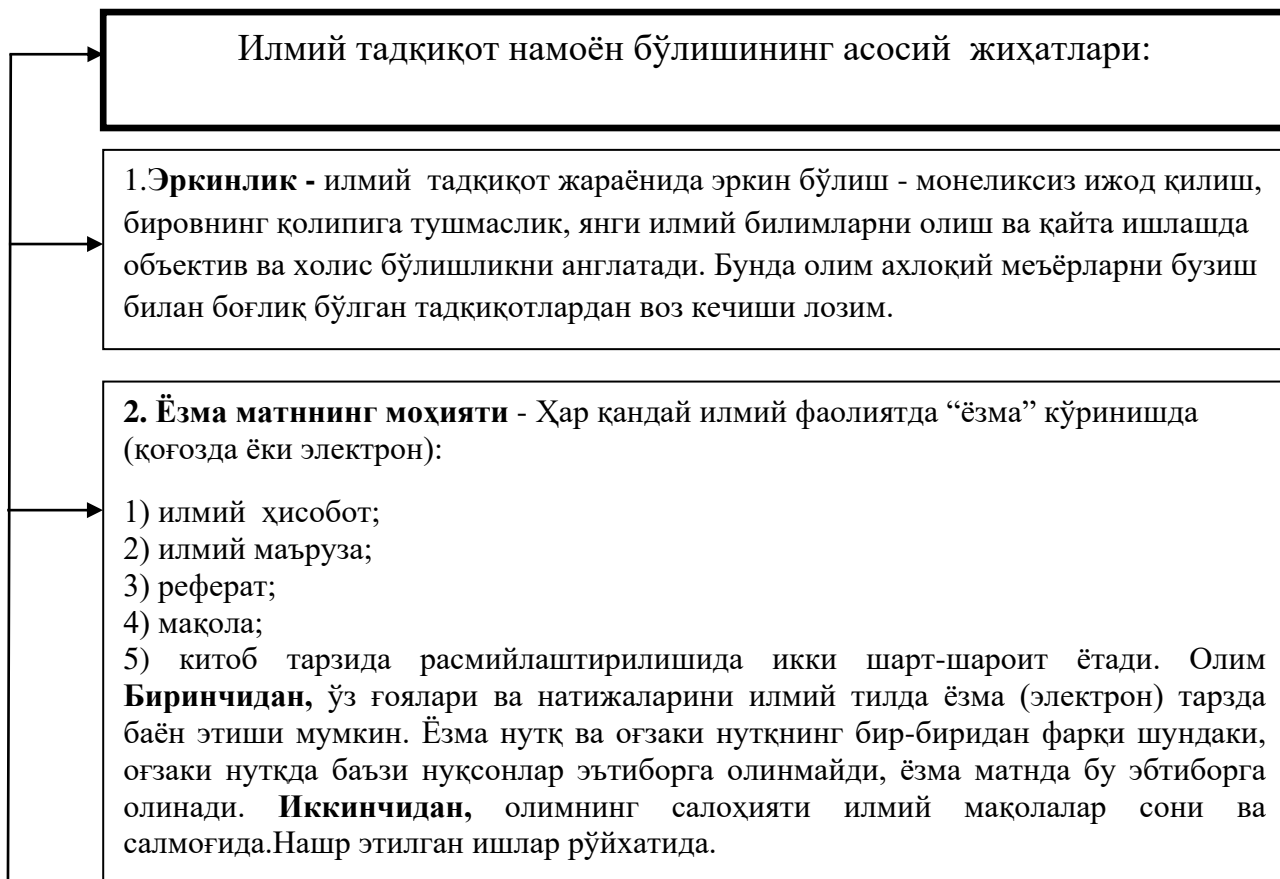 Илмий тадқиқот намоён бўлишининг асосий жиҳатлари:
1.Эркинлик - илмий тадқиқот жараёнида эркин бўлиш - монеликсиз ижод қилиш,
бировнинг қолипига тушмаслик, янги илмий билимларни олиш ва қайта ишлашда
объектив ва холис бўлишликни англатади. Бунда олим ахлоқий меъёрларни бузиш
билан боғлиқ бўлган тадқиқотлардан воз кечиши лозим.
2. Ёзма матннинг моҳияти - Ҳар қандай илмий фаолиятда “ёзма” кўринишда
(қоғозда ёки электрон):
1) илмий ҳисобот;
2) илмий маъруза;
3) реферат;
4) мақола;
5) китоб тарзида расмийлаштирилишида икки шарт-шароит ётади. Олим
Биринчидан, ўз ғоялари ва натижаларини илмий тилда ёзма (электрон) тарзда
баён этиши мумкин. Ёзма нутқ ва оғзаки нутқнинг бир-биридан фарқи шундаки,
оғзаки нутқда баъзи нуқсонлар эътиборга олинмайди, ёзма матнда бу эбтиборга
олинади. Иккинчидан, олимнинг салоҳияти илмий мақолалар сони ва
салмоғида.Нашр этилган ишлар рўйхатида.